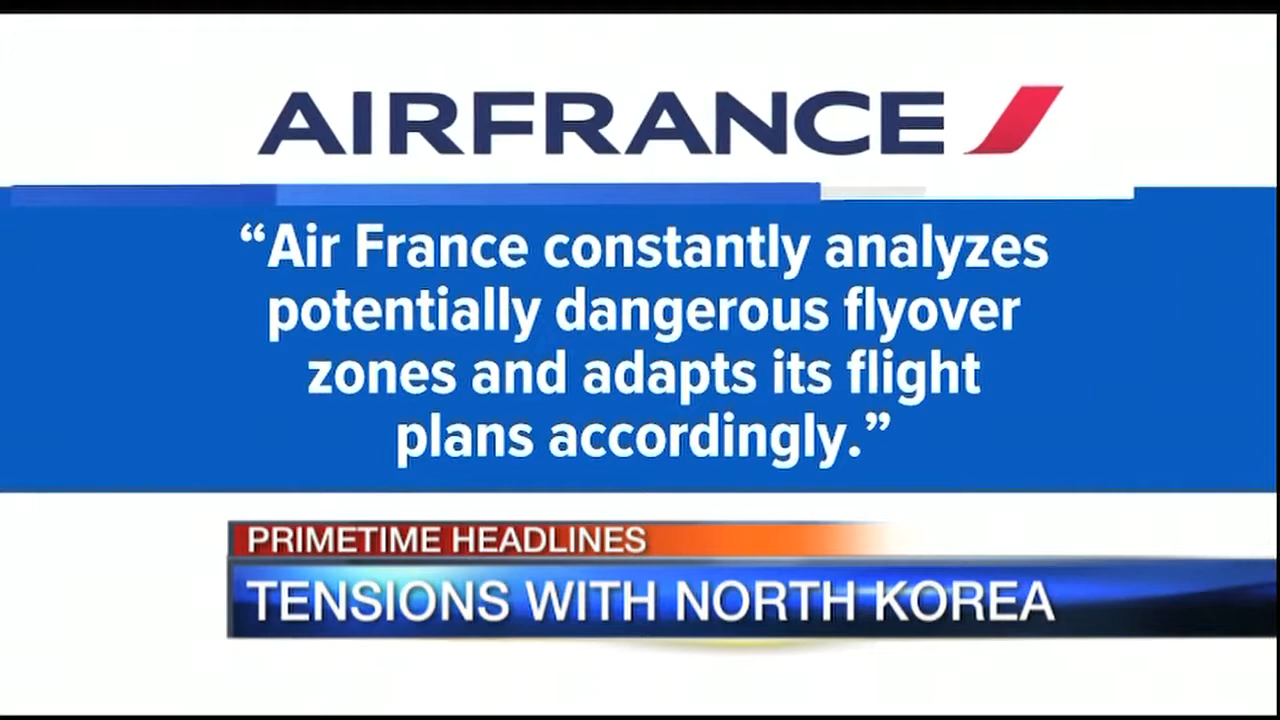 AIRFRANCE
“Air France constantly analyzes
potentially dangerous flyover
zones and adapts its flight
plans accordingly.”
PRIMETIME HEADLINES
TENSIONS WITH NORTH KOREA